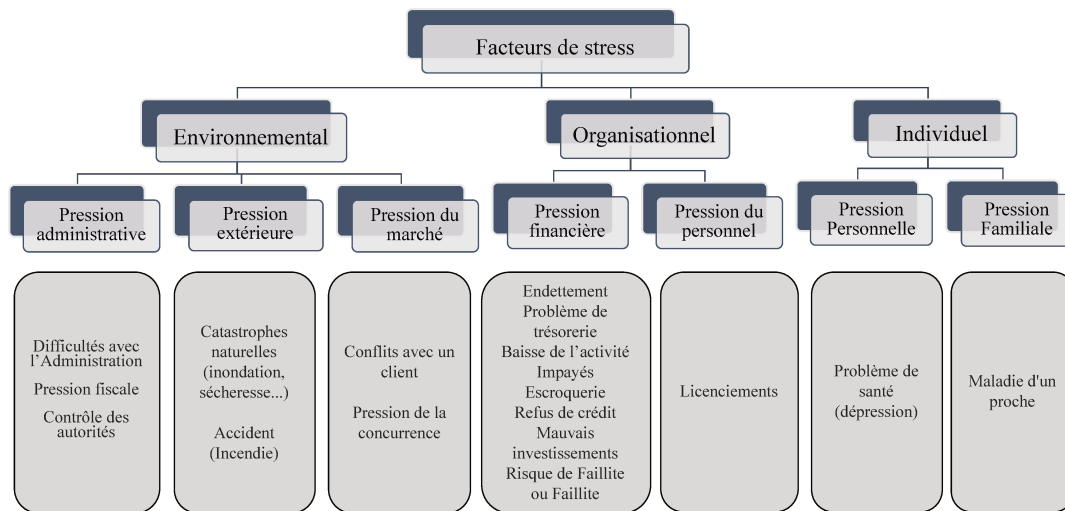 Facteurs de stress
Environnemental
Organisationnel
Individuel
Pression
administrative
Pression
extérieure
Pression du
marché
Pression
financière
Pression du
personnel
Pression
Personnelle
Pression
Familiale
Difficultés avec
l’Administration
Pression fiscale
Contrôle des
autorités
Catastrophes
naturelles
(inondation,
sécheresse...)
Accident
(Incendie)
Conflits avec un
client
Pression de la
concurrence
Endettement
Problème de
trésorerie
Baisse de l’activité
Impayés
Escroquerie
Refus de crédit
Mauvais
investissements
Risque de Faillite
ou Faillite
Licenciements
Problème de
santé
(dépression)
Maladie d'un
proche